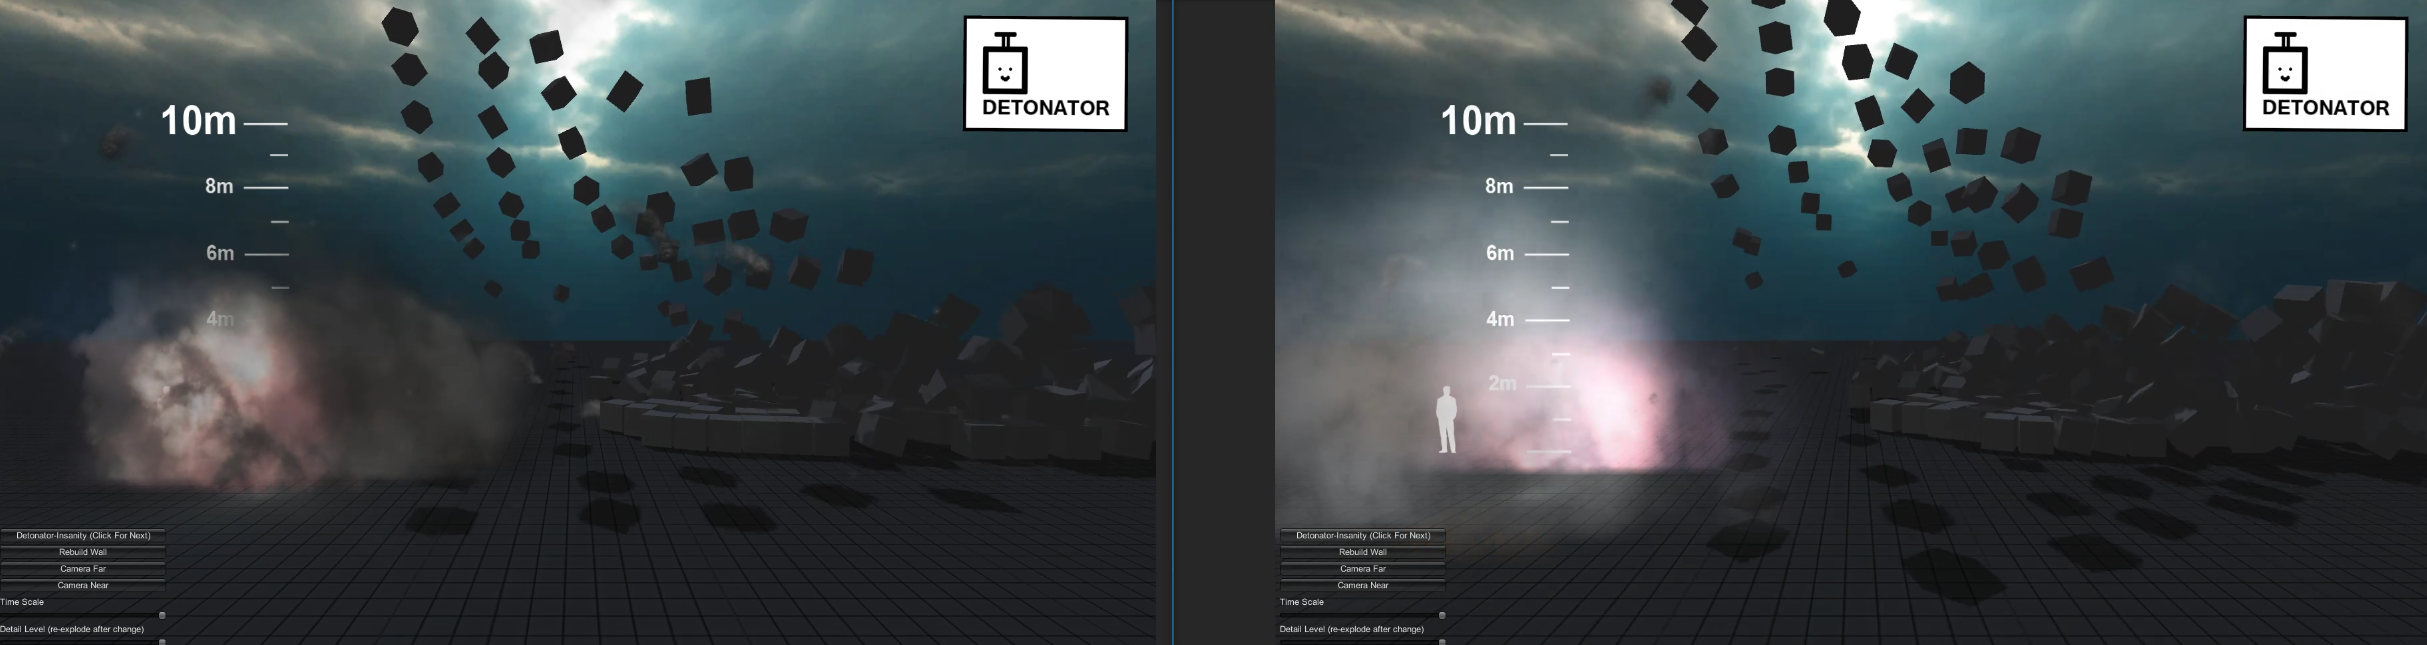 DETONATOR
10m
8m
6m
4m
Detonator-Insanity (Click For Next)
Rebuild Wall
Camera Far
Camera Near
Time Scale
Detail Level (re-explode after change)
DETONATOR
10m
8m
6m
4m
2m
Detonator-Insanity (Click For Next)
Rebuild Wall
Camera Far
Camera Near
Time Scale
Detail Level (re-explode after change)